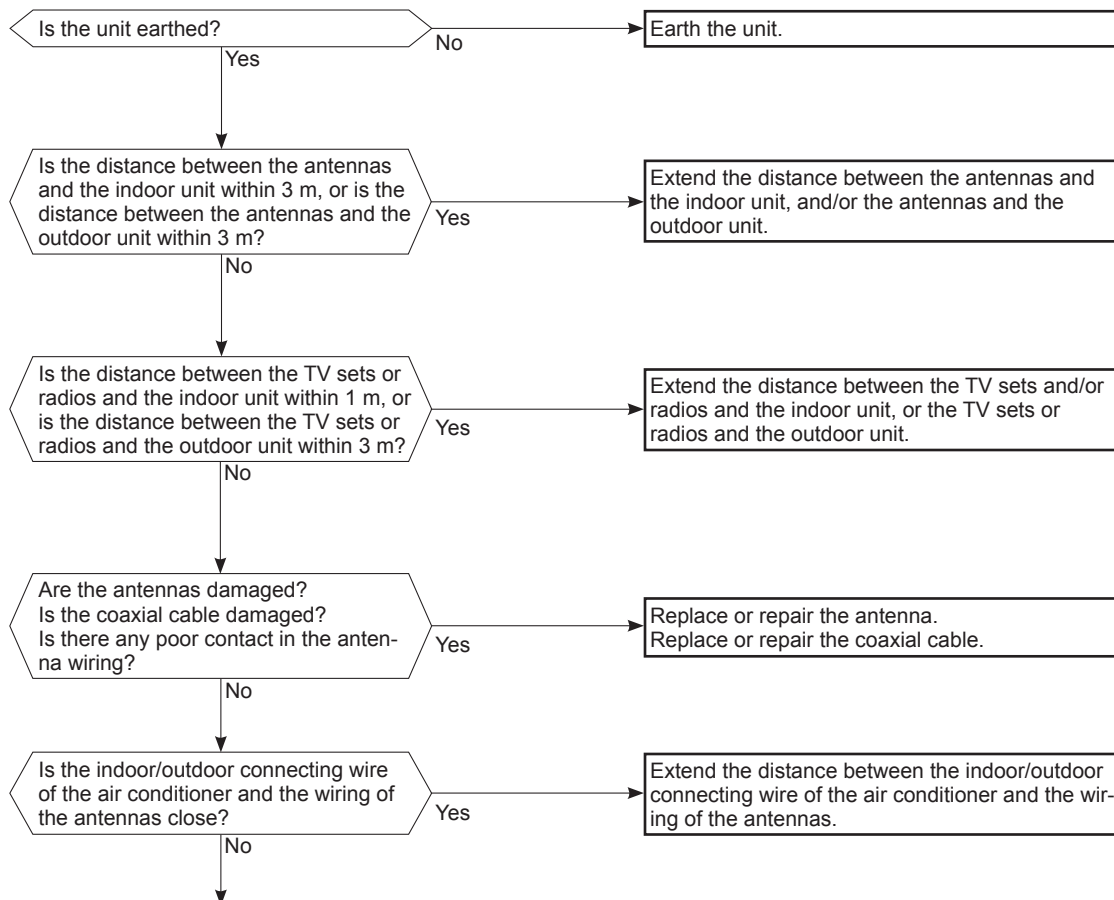 Is the unit earthed?
No
Earth the unit.
Yes
Is the distance between the antennas
and the indoor unit within 3 m, or is the
distance between the antennas and the
outdoor unit within 3 m?
Yes
Extend the distance between the antennas and
the indoor unit, and/or the antennas and the
outdoor unit.
No
Is the distance between the TV sets or
radios and the indoor unit within 1 m, or
is the distance between the TV sets or
radios and the outdoor unit within 3 m?
Yes
Extend the distance between the TV sets and/or
radios and the indoor unit, or the TV sets or
radios and the outdoor unit.
No
Are the antennas damaged?
Is the coaxial cable damaged?
Is there any poor contact in the anten-
na wiring?
Yes
Replace or repair the antenna.
Replace or repair the coaxial cable.
No
Is the indoor/outdoor connecting wire
of the air conditioner and the wiring of
the antennas close?
Yes
Extend the distance between the indoor/outdoor
connecting wire of the air conditioner and the wir-
ing of the antennas.
No